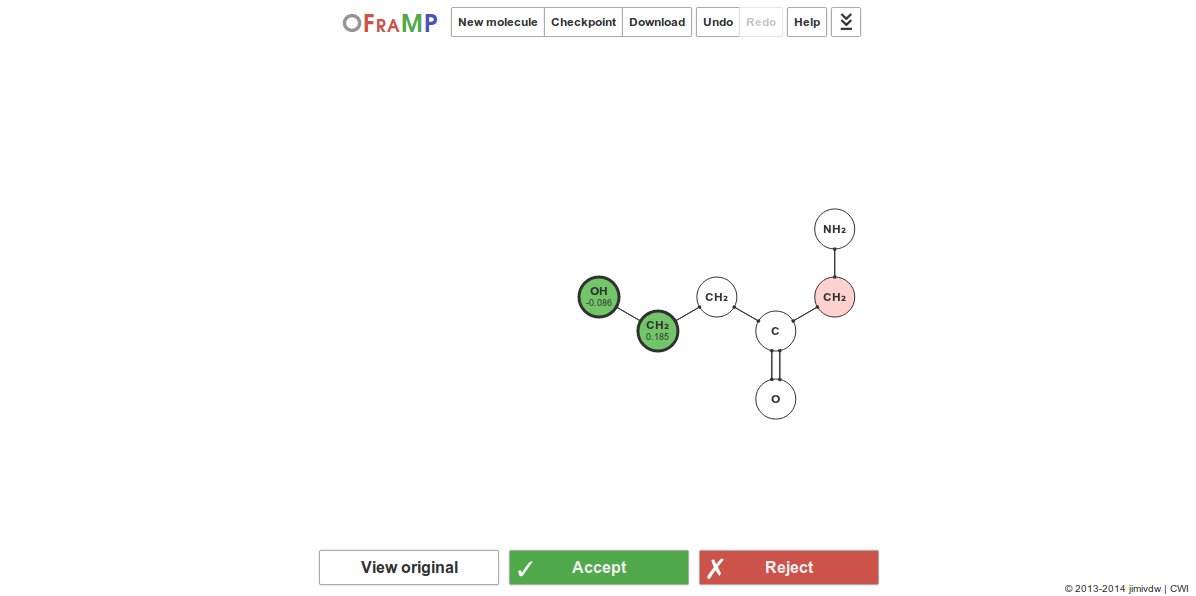 OFRAMP New molecule Checkpoint Download Undo Redo Help
NH₂
OH
-0.086
CH₂
CH₂
CH₂
0.185
C
O
View original ✓ Accept ✗ Reject
© 2013-2014 jimivdw | CWI